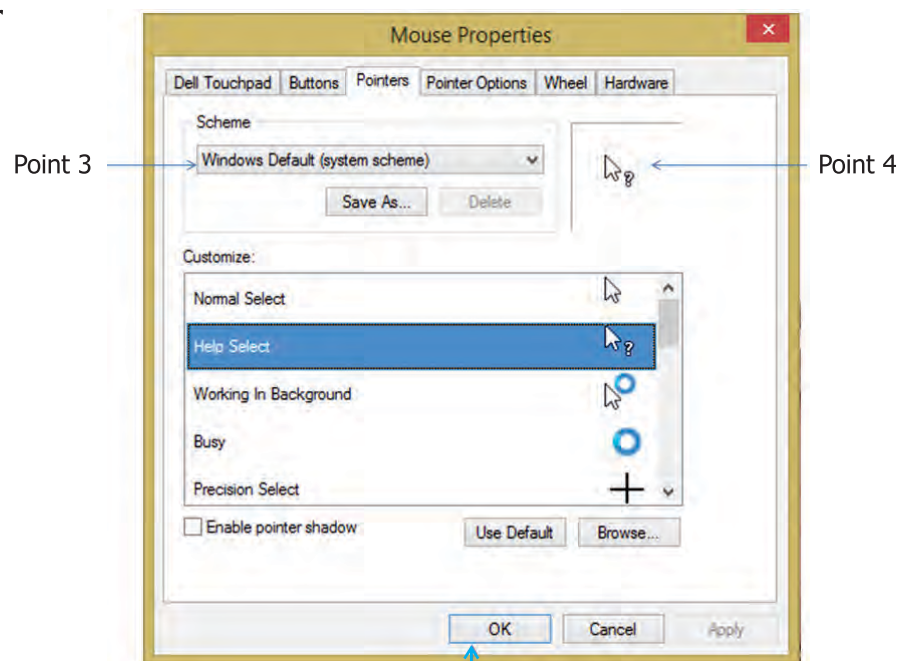 Mouse Properties
Dell Touchpad Buttons Pointers Pointer Options Wheel Hardware
Scheme
Point 3
Windows Default (system scheme)
Point 4
Save As... Delete
Customize:
Normal Select
Help Select
Working In Background
Busy
Precision Select
Enable pointer shadow
Use Default Browse...
OK Cancel Apply